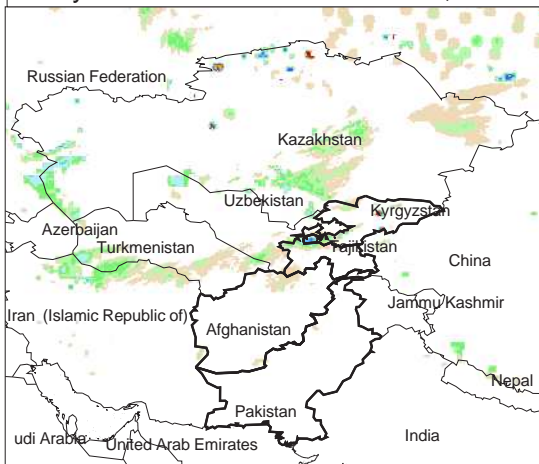 Russian Federation
Kazakhstan
Uzbekistan
Kyrgyzstan
Azerbaijan
Turkmenistan
Tajikistan
China
Jammu/Kashmir
Iran (Islamic Republic of)
Afghanistan
Nepal
Pakistan
udi Arabia
United Arab Emirates
India